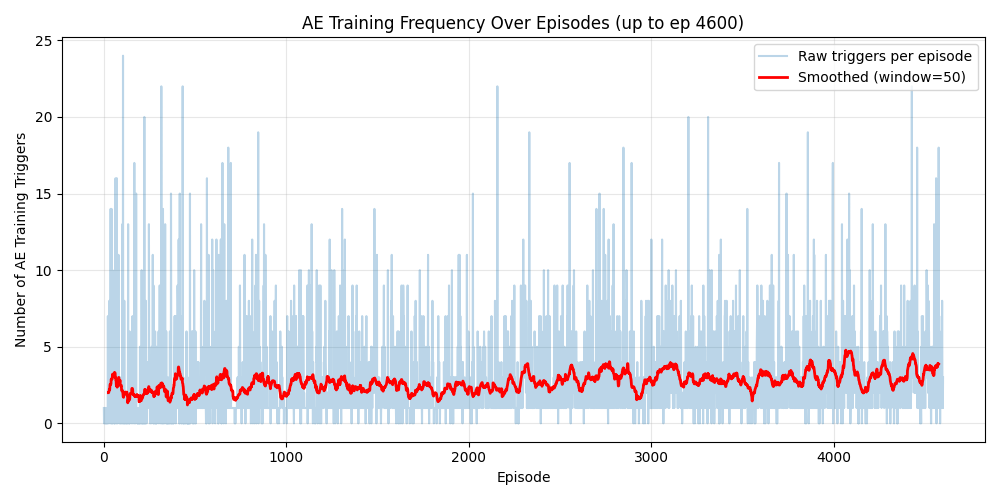 AE Training Frequency Over Episodes (up to ep 4600)
Raw triggers per episode
Smoothed (window=50)
Number of AE Training Triggers
25
20
15
10
5
0
0 1000 2000 3000 4000
Episode